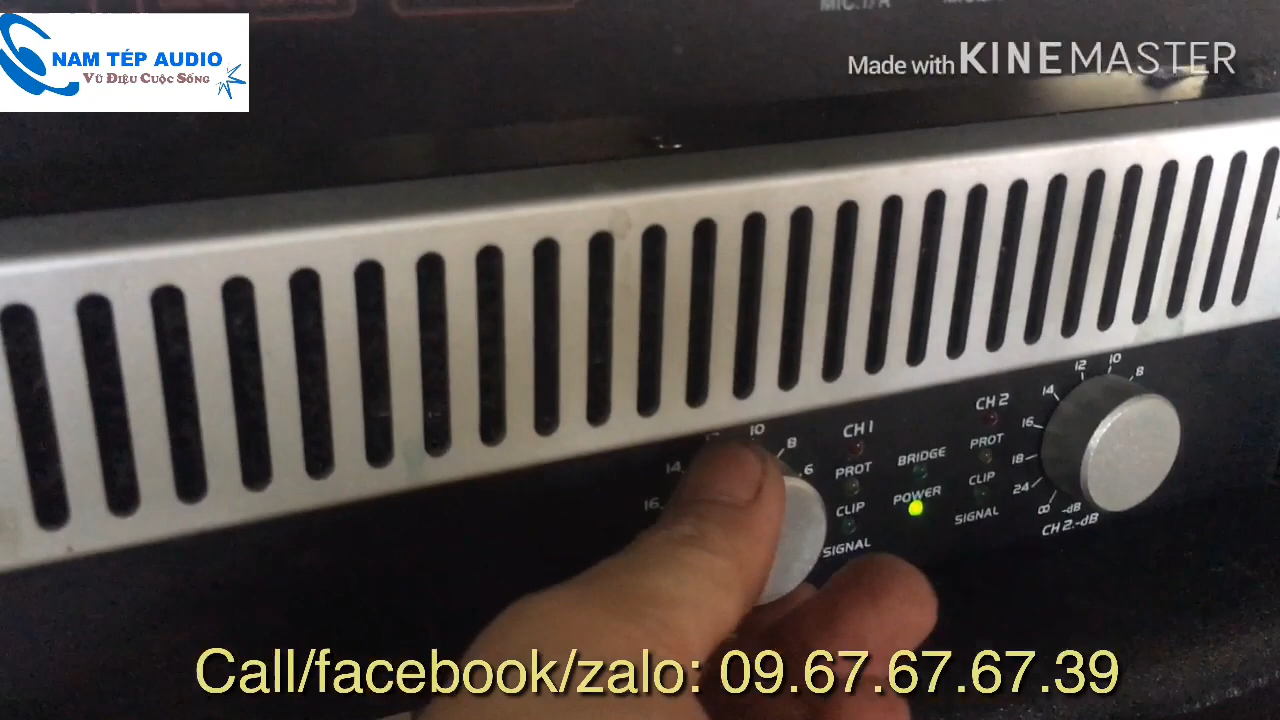 NAM TÉP AUDIO
Vũ Điệu Cuộc Sống
Made with KINEMASTER
10
8
6
14
16
CH 1
PROT
CLIP
SIGNAL
BRIDGE
POWER
CH 2
PROT
CLIP
SIGNAL
12
10
8
14
16
18
24
∞
-dB
CH 2.-dB
Call/facebook/zalo: 09.67.67.67.39